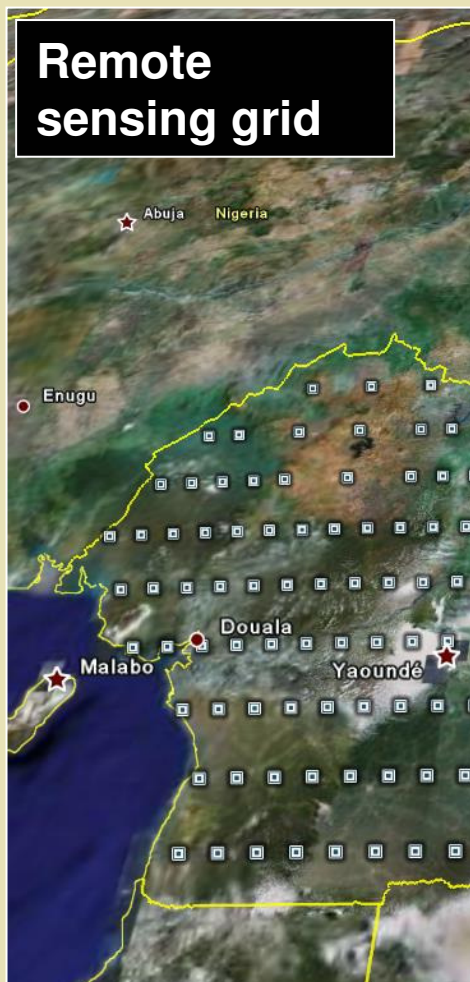 Remote
sensing grid
Abuja Nigeria
Enugu
Douala
Malabo
Yaoundé